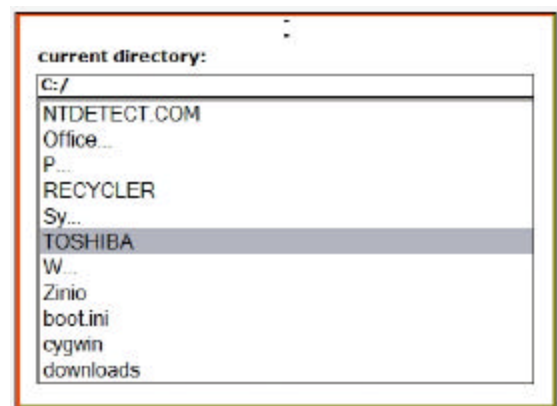 current directory:
C:/
NTDETECT.COM
Office...
P...
RECYCLER
Sy...
TOSHIBA
W...
Zinio
boot.ini
cygwin
downloads